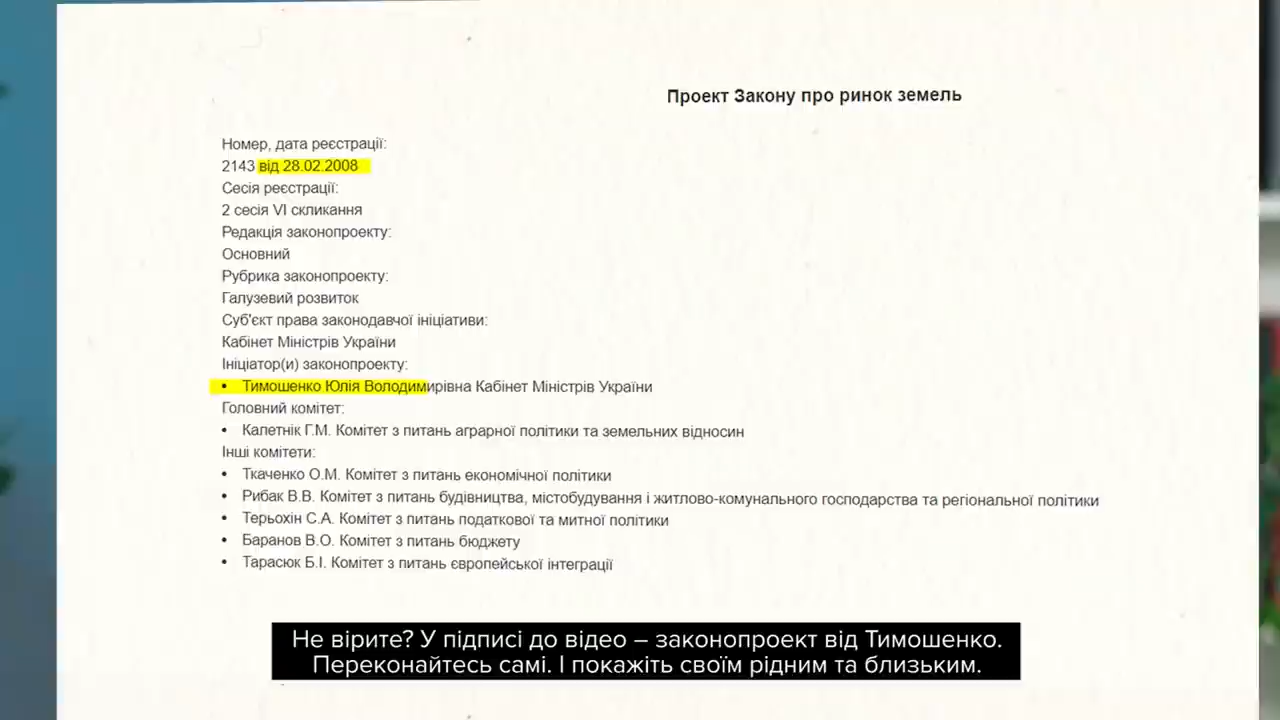 Проект Закону про ринок земель
Номер, дата реєстрації:
2143 від 28.02.2008
Сесія реєстрації:
2 сесія VI скликання
Редакція законопроекту:
Основний
Рубрика законопроекту:
Галузевий розвиток
Суб'єкт права законодавчої ініціативи:
Кабінет Міністрів України
Ініціатор(и) законопроекту:
• Тимошенко Юлія Володимирівна Кабінет Міністрів України
Головний комітет:
• Калетнік Г.М. Комітет з питань аграрної політики та земельних відносин
Інші комітети:
• Ткаченко О.М. Комітет з питань економічної політики
• Рибак В.В. Комітет з питань будівництва, містобудування і житлово-комунального господарства та регіональної політики
• Терьохін С.А. Комітет з питань податкової та митної політики
• Баранов В.О. Комітет з питань бюджету
• Тарасюк Б.І. Комітет з питань європейської інтеграції
Не вірите? У підписі до відео – законопроект від Тимошенко.
Переконайтесь самі. І покажіть своїм рідним та близьким.